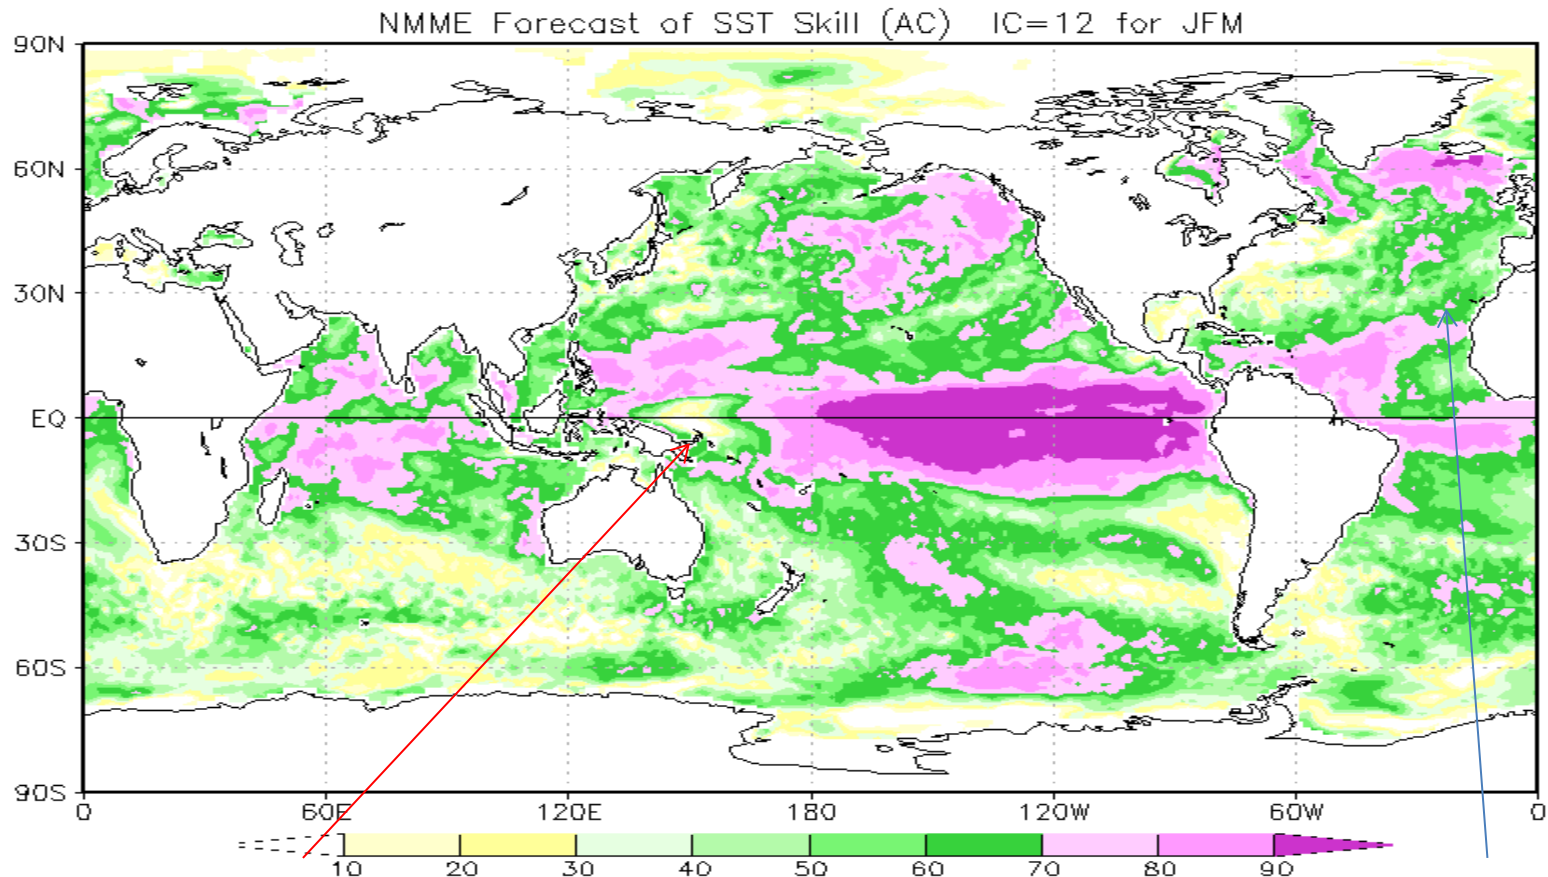 NMME Forecast of SST Skill (AC) IC=12 for JFM
90N
60N
30N
EQ
30S
60S
90S
0 60E 120E 180 120W 60W 0
10 20 30 40 50 60 70 80 90